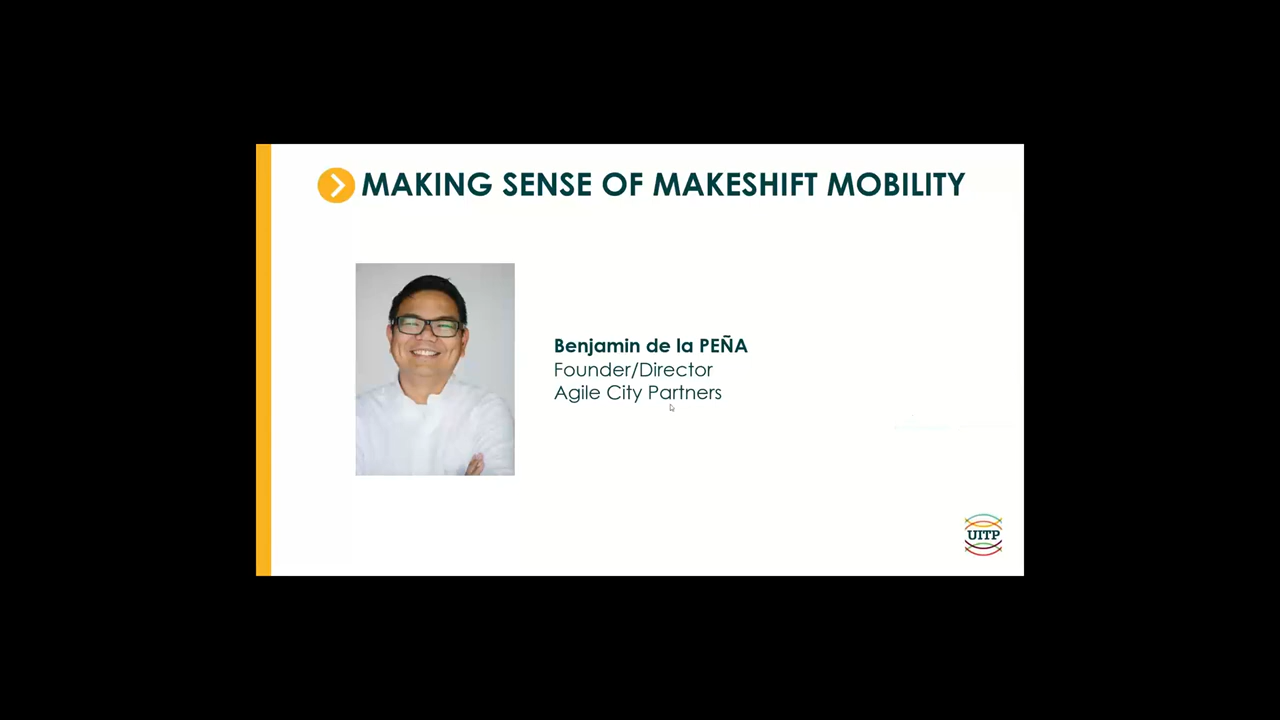 MAKING SENSE OF MAKESHIFT MOBILITY
Benjamin de la PEÑA
Founder/Director
Agile City Partners
UITP